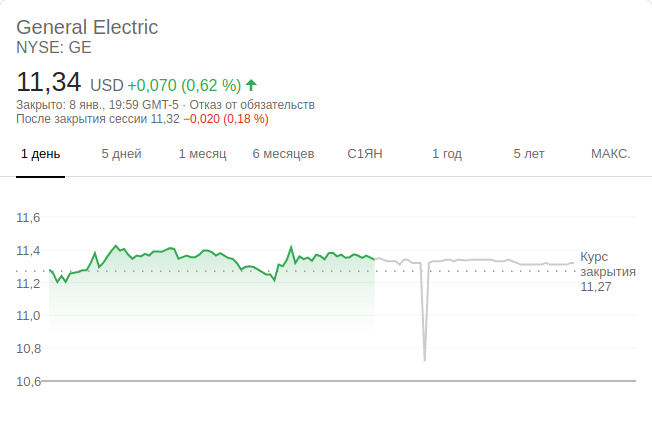 General Electric
NYSE: GE
11,34 USD +0,070 (0,62 %)
Закрыто: 8 янв., 19:59 GMT-5 · Отказ от обязательств
После закрытия сессии 11,32 −0,020 (0,18 %)
1 день 5 дней 1 месяц 6 месяцев С1ЯН 1 год 5 лет МАКС.
11,6
11,4
Курс
закрытия
11,27
11,2
11,0
10,8
10,6